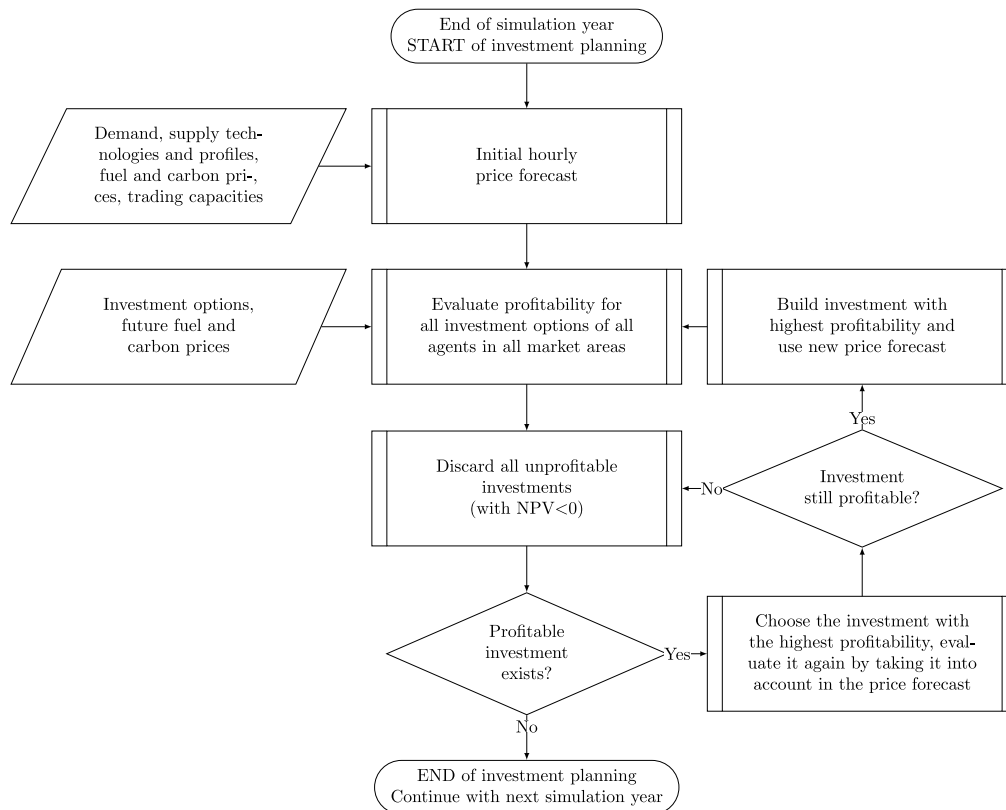 End of simulation year
START of investment planning
Demand, supply tech-
nologies and profiles,
fuel and carbon pri-,
ces, trading capacities
Initial hourly
price forecast
Investment options,
future fuel and
carbon prices
Evaluate profitability for
all investment options of all
agents in all market areas
Build investment with
highest profitability and
use new price forecast
Yes
Discard all unprofitable
investments
(with NPV<0)
No
Investment
still profitable?
Profitable
investment
exists?
Yes
Choose the investment with
the highest profitability, eval-
uate it again by taking it into
account in the price forecast
No
END of investment planning
Continue with next simulation year